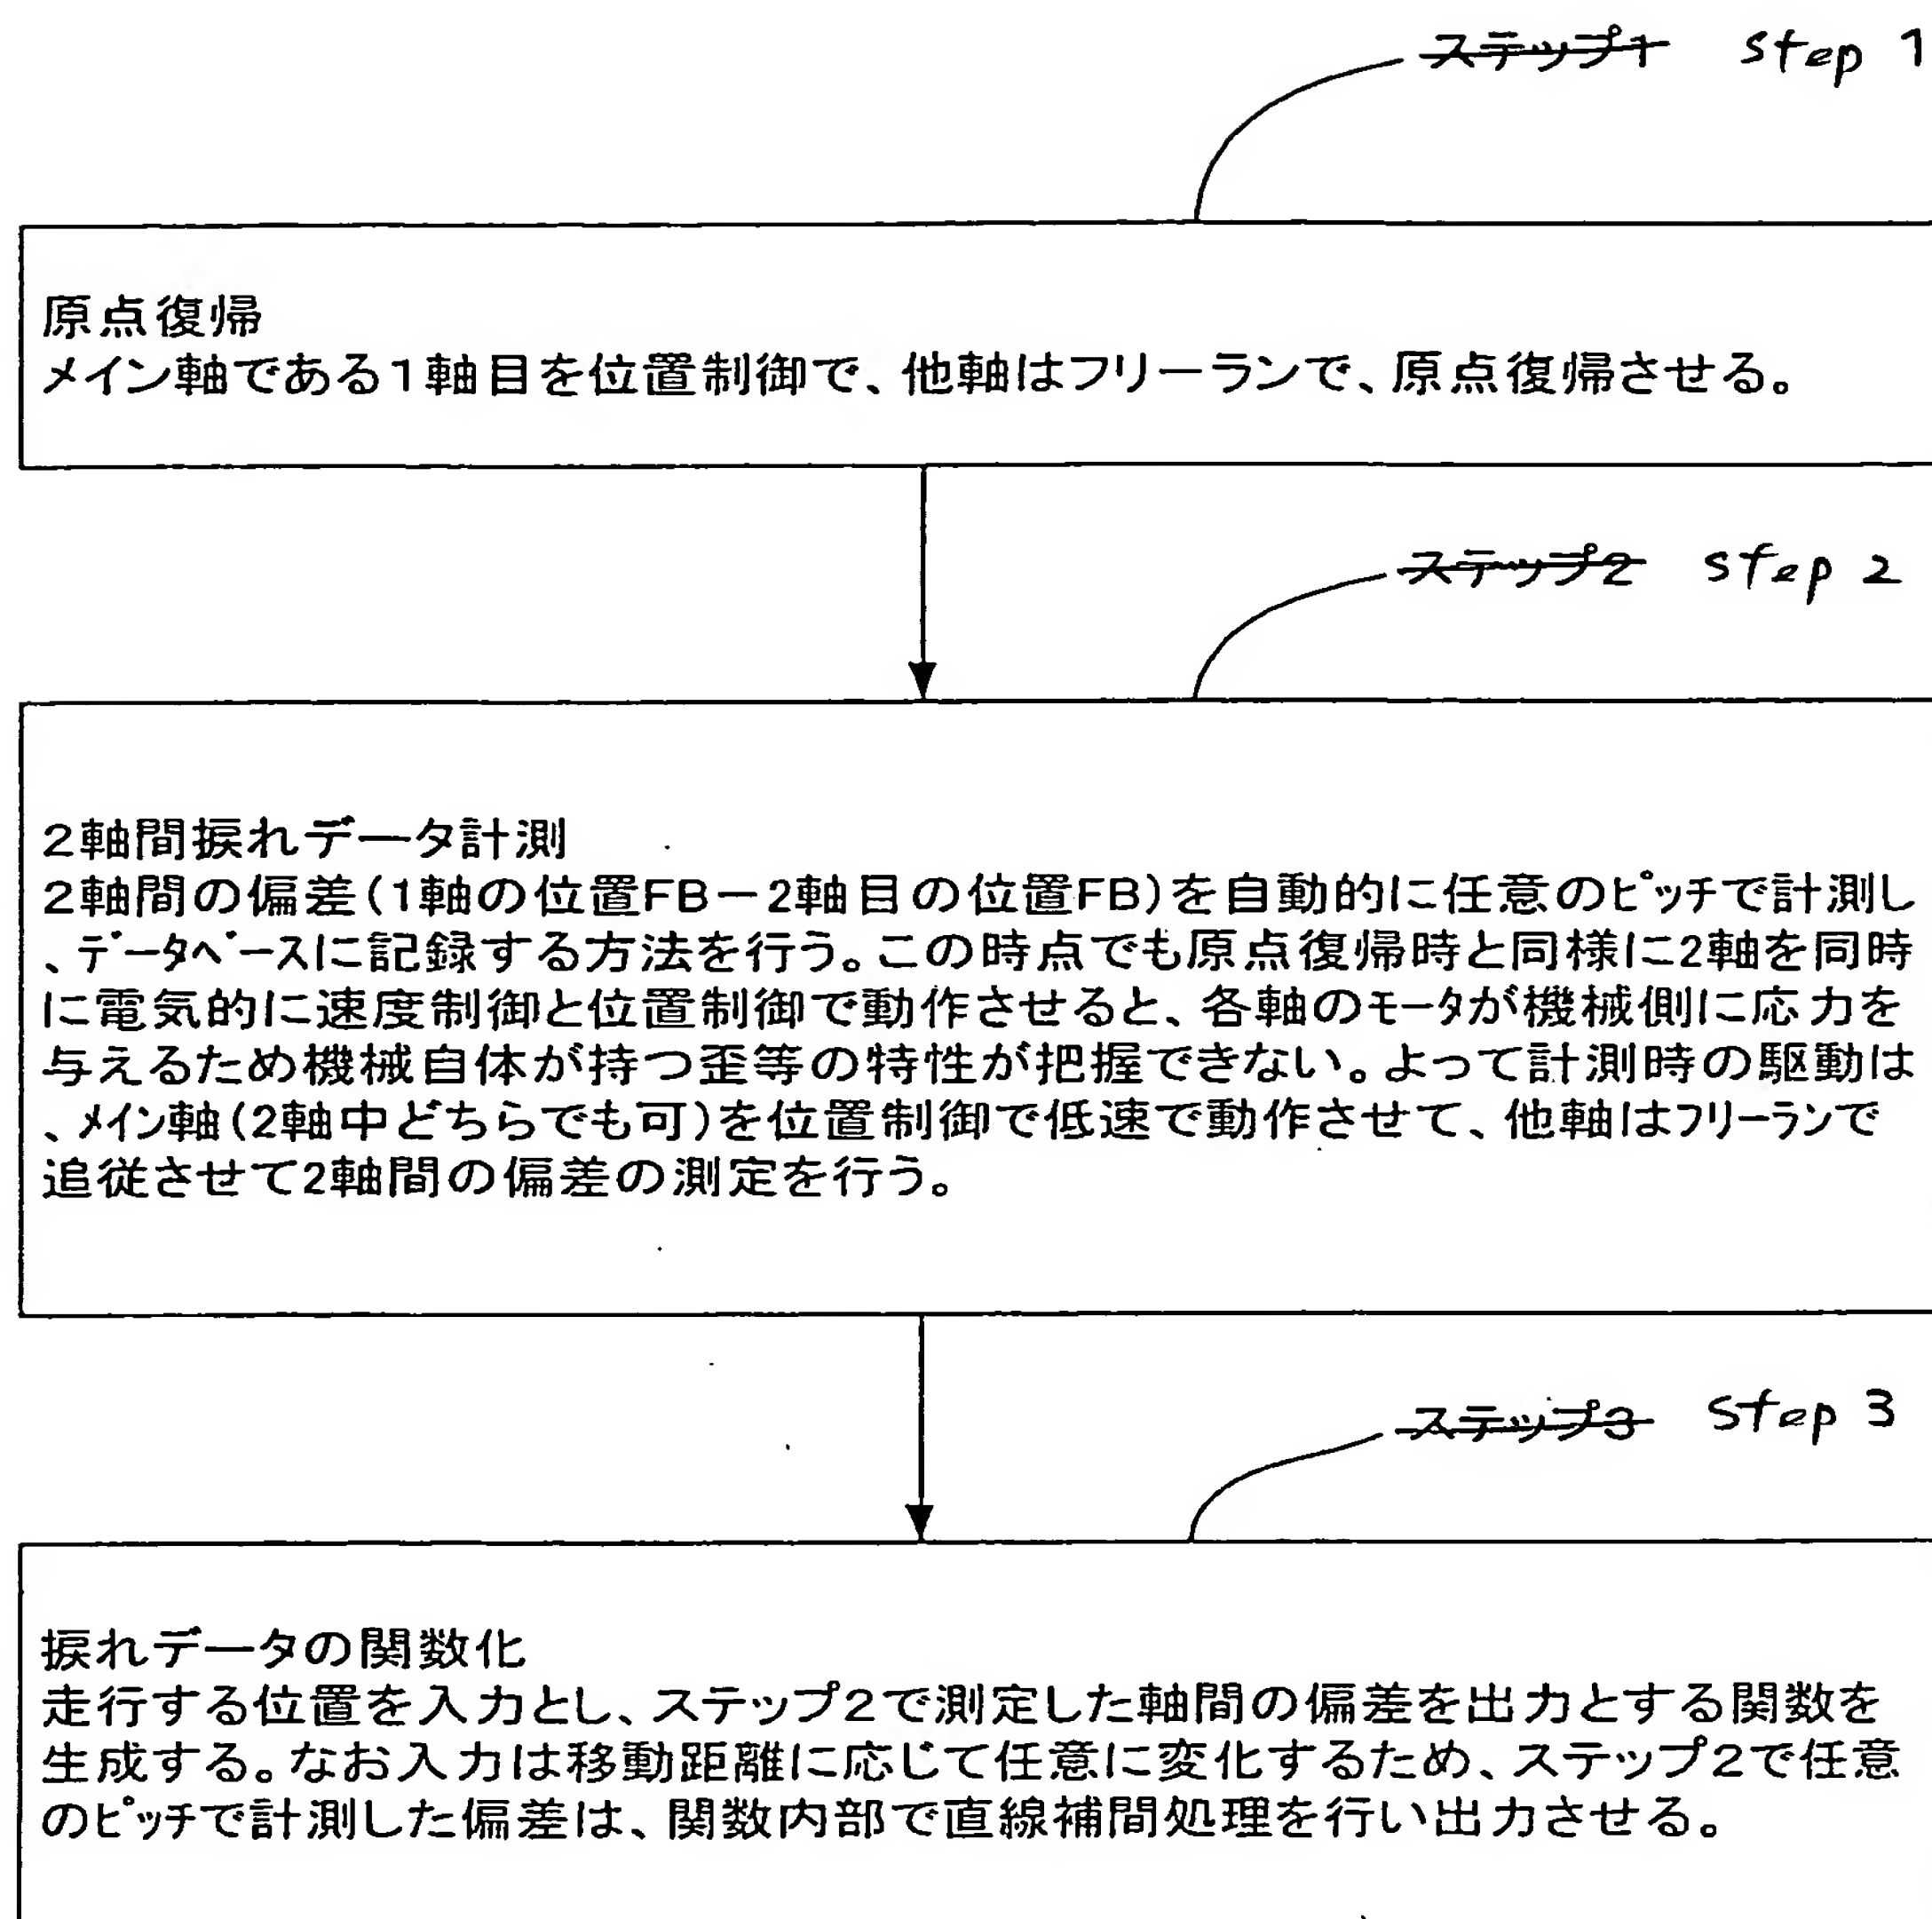 ステップ1 Step 1
原点復帰
メイン軸である1軸目を位置制御で、他軸はフリーランで、原点復帰させる。
ステップ2 Step 2
2軸間捩れデータ計測
2軸間の偏差(1軸の位置FB－2軸目の位置FB)を自動的に任意のピッチで計測し
、データベースに記録する方法を行う。この時点でも原点復帰時と同様に2軸を同時
に電気的に速度制御と位置制御で動作させると、各軸のモータが機械側に応力を
与えるため機械自体が持つ歪等の特性が把握できない。よって計測時の駆動は
、メイン軸(2軸中どちらでも可)を位置制御で低速で動作させて、他軸はフリーランで
追従させて2軸間の偏差の測定を行う。
ステップ3 Step 3
捩れデータの関数化
走行する位置を入力とし、ステップ2で測定した軸間の偏差を出力とする関数を
生成する。なお入力は移動距離に応じて任意に変化するため、ステップ2で任意
のピッチで計測した偏差は、関数内部で直線補間処理を行い出力させる。